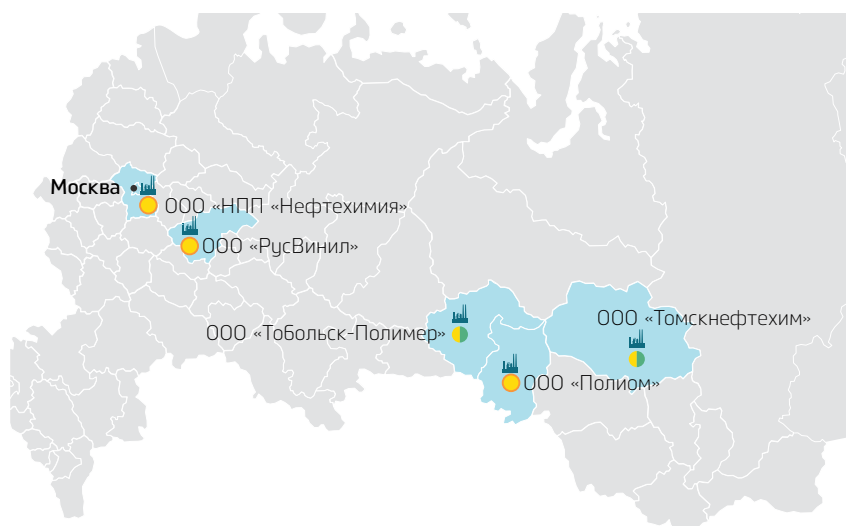 Москва
ООО «НПП «Нефтехимия»
ООО «РусВинил»
ООО «Томскнефтехим»
ООО «Тобольск-Полимер»
ООО «Полиом»